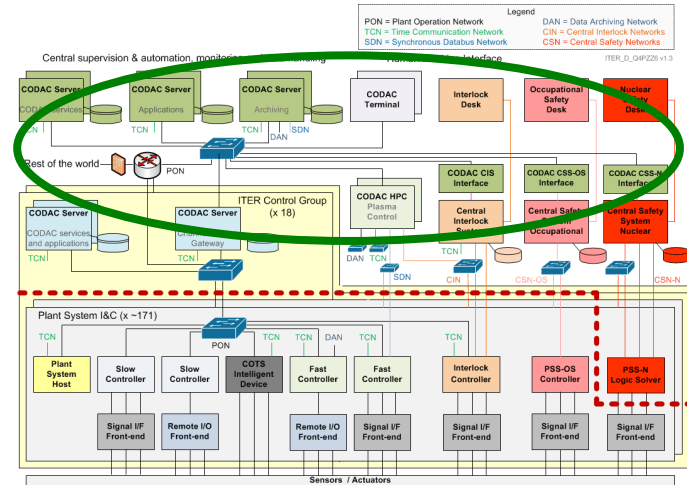 Legend
PON = Plant Operation Network
DAN = Data Archiving Network
TCN = Time Communication Network
CIN = Central Interlock Networks
SDN = Synchronous Databus Network
CSN = Central Safety Networks
Central supervision & automation, monitoring
Interface
ITER_D_Q4PZZ6 v1.3
CODAC Server
CODAC services
TCN
CODAC Server
Applications
TCN
CODAC Server
Archiving
TCN
DAN
SDN
CODAC
Terminal
Interlock
Desk
Occupational
Safety
Desk
Nuclear
Safety
Desk
Rest of the world
PON
CODAC HPC
Plasma
Control
CODAC CIS
Interface
CODAC CSS-OS
Interface
CODAC CSS-N
Interface
ITER Control Group
(x 18)
CODAC Server
CODAC services
and applications
TCN
CODAC Server
Gateway
TCN
Central
Interlock
System
Central Safety
System
Occupational
Central Safety
System
Nuclear
DAN
TCN
SDN
CIN
CSN-OS
CSN-N
Plant System I&C (x ~171)
PON
TCN
TCN
TCN
DAN
TCN
TCN
Plant
System
Host
Slow
Controller
Slow
Controller
COTS
Intelligent
Device
Fast
Controller
Fast
Controller
Interlock
Controller
PSS-OS
Controller
PSS-N
Logic Solver
Signal I/F
Front-end
Remote I/O
Front-end
Remote I/O
Front-end
Signal I/F
Front-end
Signal I/F
Front-end
Signal I/F
Front-end
Signal I/F
Front-end
Sensors / Actuators